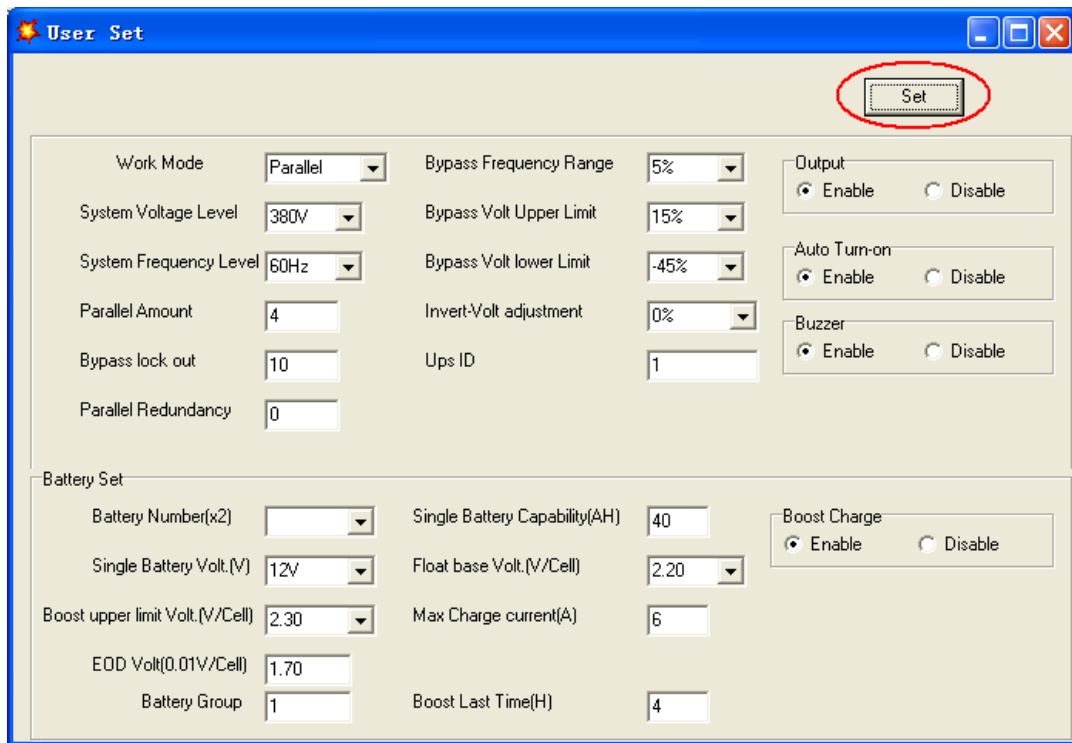 User Set
Set
Work Mode Parallel Bypass Frequency Range 5% Output
Enable Disable
System Voltage Level 380V Bypass Volt Upper Limit 15%
System Frequency Level 60Hz Bypass Volt lower Limit -45% Auto Turn-on
Enable Disable
Parallel Amount 4 Invert-Volt adjustment 0% Buzzer
Enable Disable
Bypass lock out 10 Ups ID 1
Parallel Redundancy 0
Battery Set
Battery Number(x2) Single Battery Capability(AH) 40 Boost Charge
Enable Disable
Single Battery Volt.(V) 12V Float base Volt.(V/Cell) 2.20
Boost upper limit Volt.(V/Cell) 2.30 Max Charge current(A) 6
EOD Volt(0.01V/Cell) 1.70
Battery Group 1 Boost Last Time(H) 4